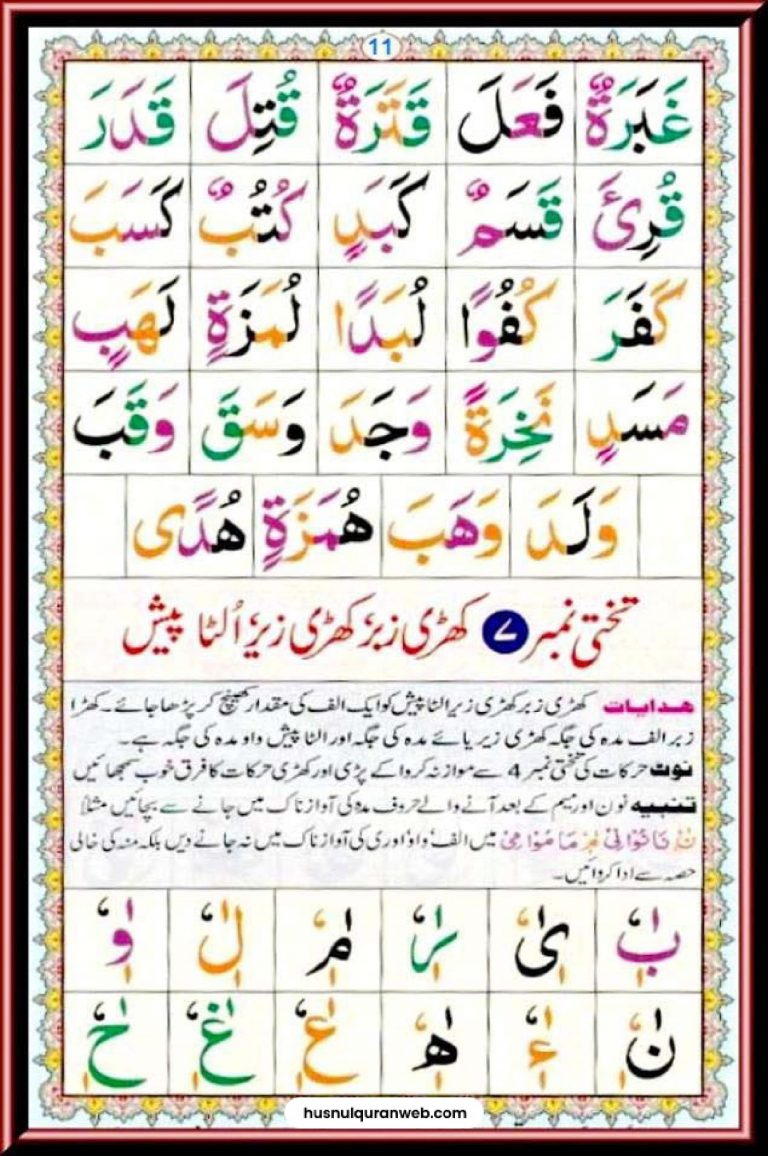 11
غَبَرَةٌ فَعَلَ قَتَرَةٌ قُتِلَ قَدَرَ
قُرِئَ قَسَمٌ كَبَدٍ كُتُبٌ كَسَبَ
كَفَرَ كُفُوًا لُبَدًا لُمَزَةٍ لَهَبٍ
مَسَدٍ نَخِرَةً وَجَدَ وَسَقَ وَقَبَ
وَلَدَ وَهَبَ هُمَزَةٍ هُدًى
تختی نمبر ۷ کھڑی زبر کھڑی زیر اُلٹا پیش
ھدایات کھڑی زبر کھڑی زیر الٹا پیش کو ایک الف کی مقدار کھینچ کر پڑھا جائے۔ کھڑا
زبر الف مدہ کی جگہ کھڑی زیر یائے مدہ کی جگہ اور الٹا پیش واو مدہ کی جگہ ہے۔
نوٹ حرکات کی تختی نمبر 4 سے موازنہ کروا کے پڑی اور کھڑی حرکات کا فرق خوب سمجھائیں
تنبیہ نون اور میم کے بعد آنے والے حروف مدہ کی آواز ناک میں جانے سے بچائیں مثلاً
نَا نُوْا نِیْ مَا مُوْا مِیْ میں الف‘ واؤ‘ اور ی کی آواز ناک میں نہ جانے دیں بلکہ منہ کی خالی
حصہ سے ادا کروائیں۔
بٰ یٰ رٰ مٰ لٰ وٰ
نٰ ءٰ هٰ عٰ غٰ حٰ
husnulquranweb.com